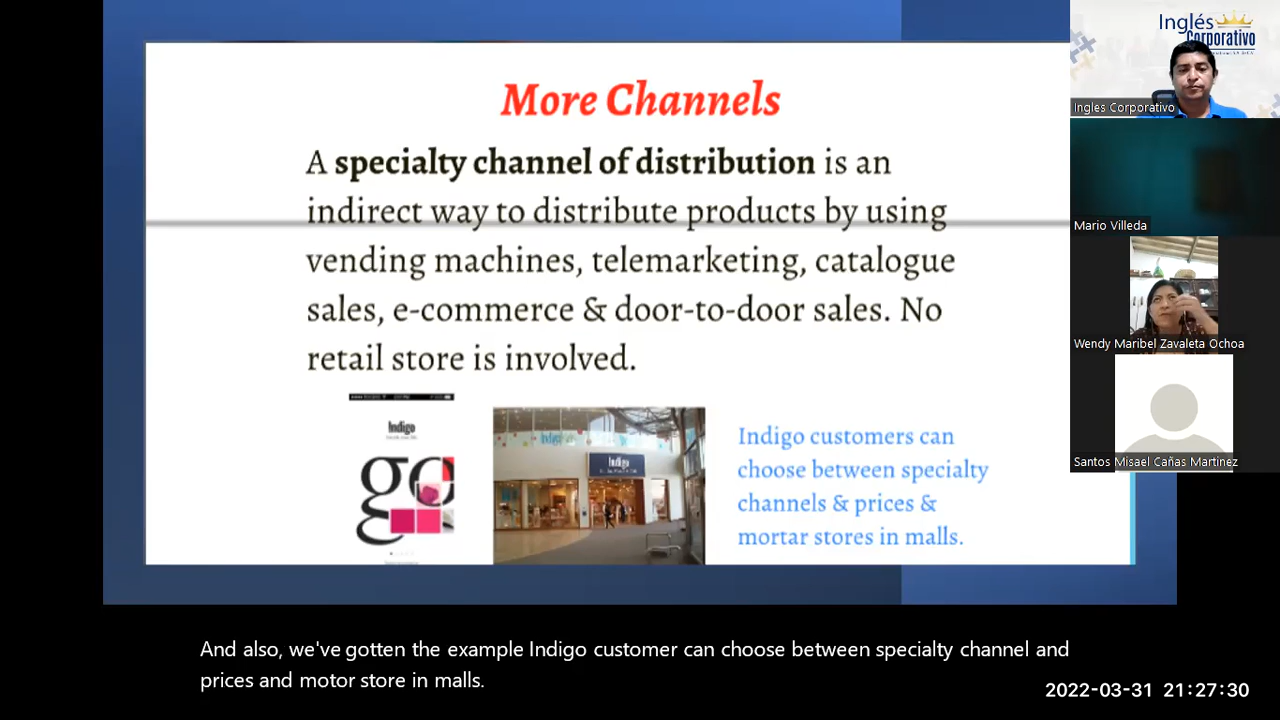 More Channels
A specialty channel of distribution is an
indirect way to distribute products by using
vending machines, telemarketing, catalogue
sales, e-commerce & door-to-door sales. No
retail store is involved.
Indigo
go
Indigo
Indigo
Indigo customers can
choose between specialty
channels & prices &
mortar stores in malls.
Inglés
Corporativo
Ingles Corporativo
Mario Villeda
Wendy Maribel Zavaleta Ochoa
Santos Misael Cañas Martinez
And also, we've gotten the example Indigo customer can choose between specialty channel and
prices and motor store in malls.
2022-03-31 21:27:30